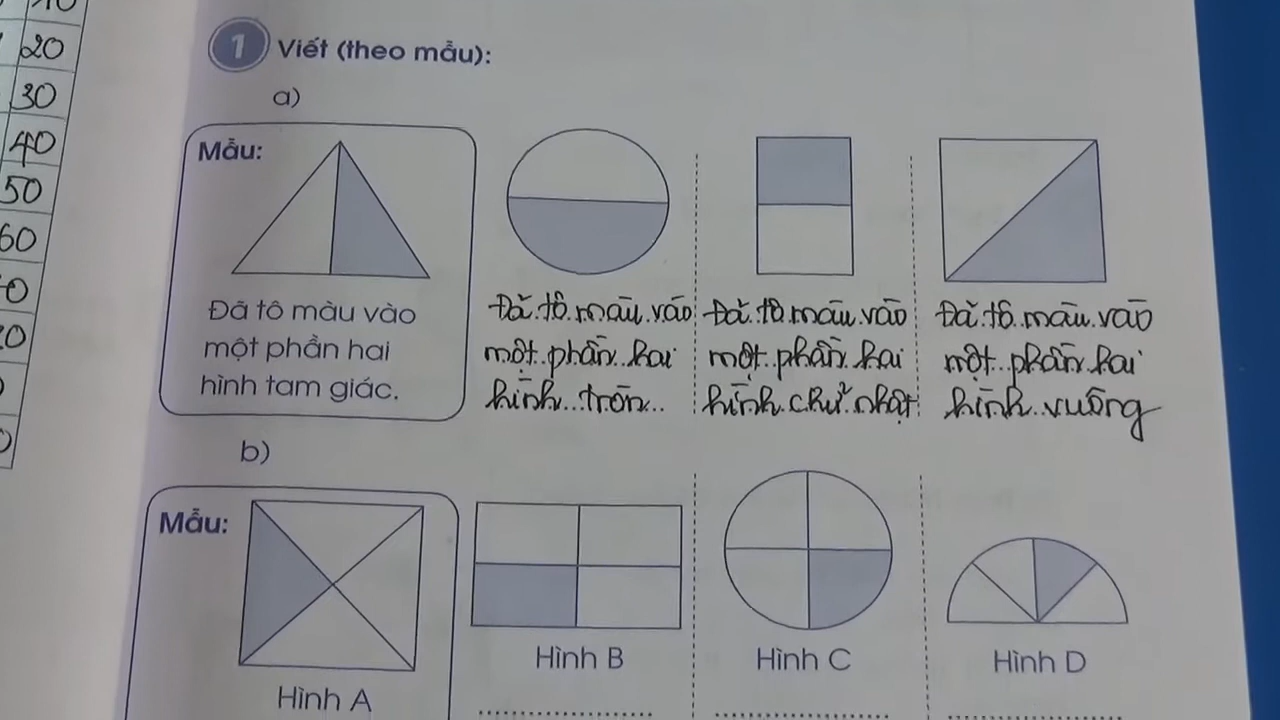 20
30
40
50
60
1 Viết (theo mẫu):
a)
Mẫu:
Đã tô màu vào
một phần hai
hình tam giác.
Đã tô màu vào
một phần hai
hình tròn
Đã tô màu vào
một phần hai
hình chữ nhật
Đã tô màu vào
một phần hai
hình vuông
b)
Mẫu:
Hình A
Hình B
Hình C
Hình D